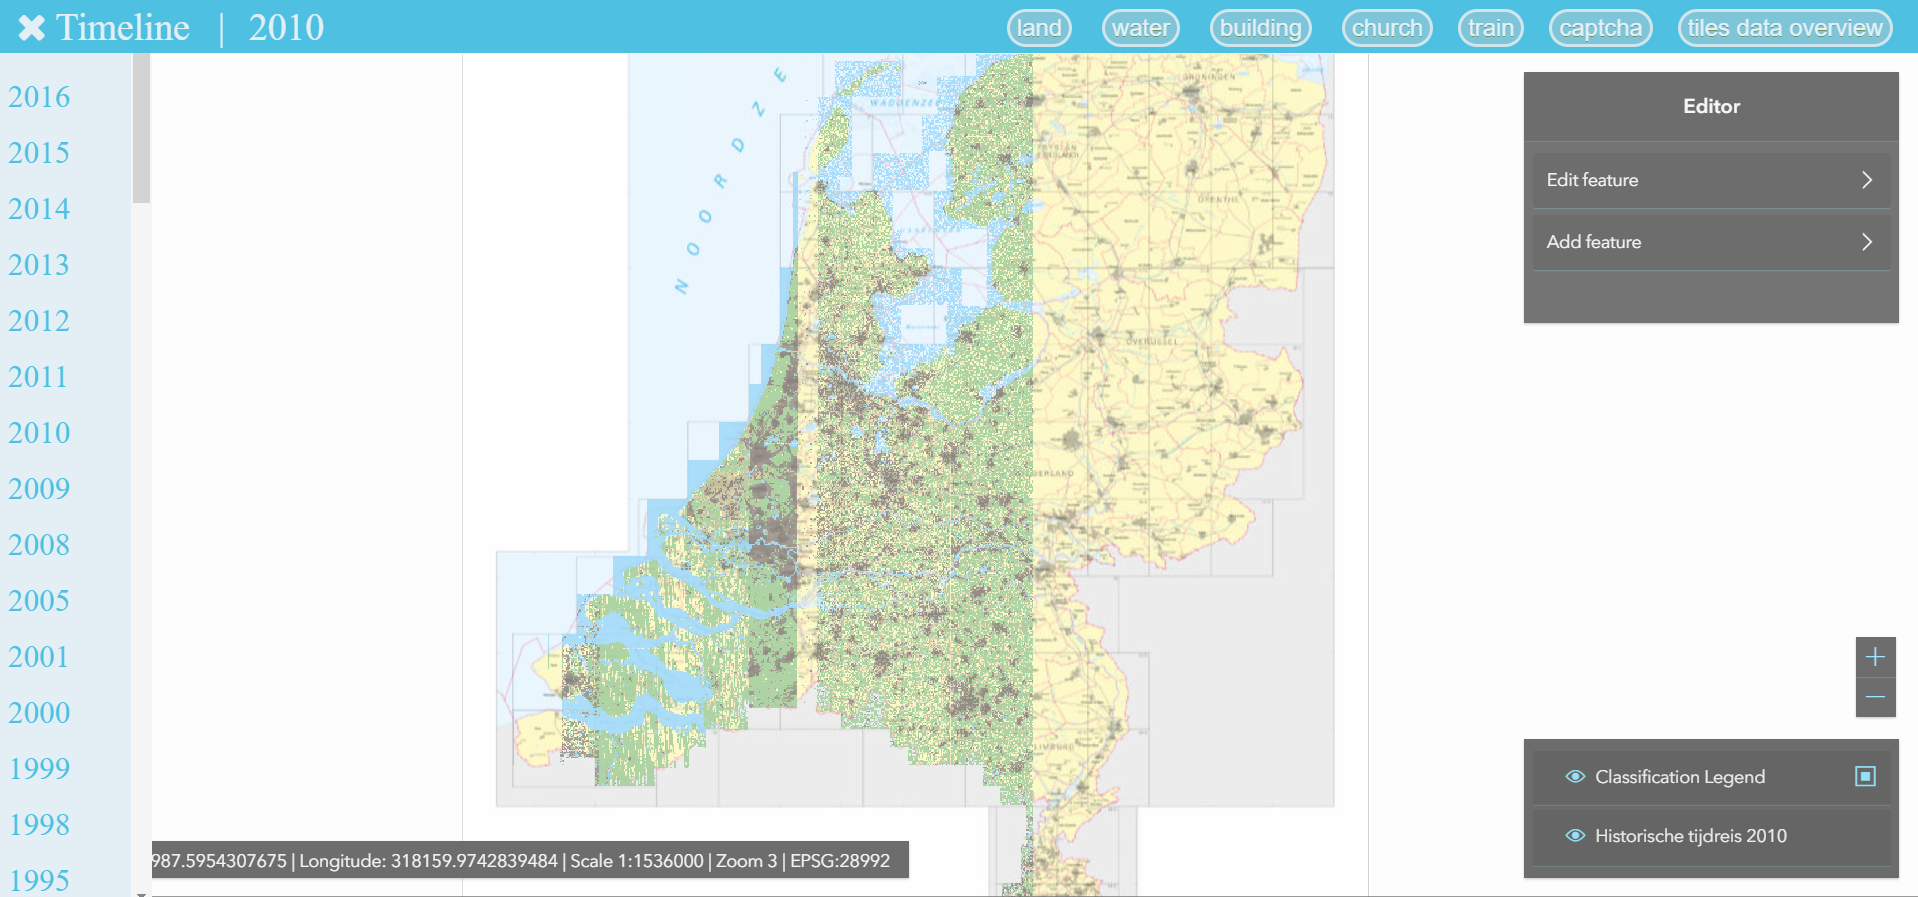 ✖ Timeline | 2010
land water building church train captcha tiles data overview
2016
2015
2014
2013
2012
2011
2010
2009
2008
2005
2001
2000
1999
1998
1995
NOORDZE
WADDENZEE
GRONINGEN
DRENTHE
OVERIJSSEL
LIMBURG
Editor
Edit feature
Add feature
+
−
Classification Legend
Historische tijdreis 2010
987.5954307675 | Longitude: 318159.9742839484 | Scale 1:1536000 | Zoom 3 | EPSG:28992